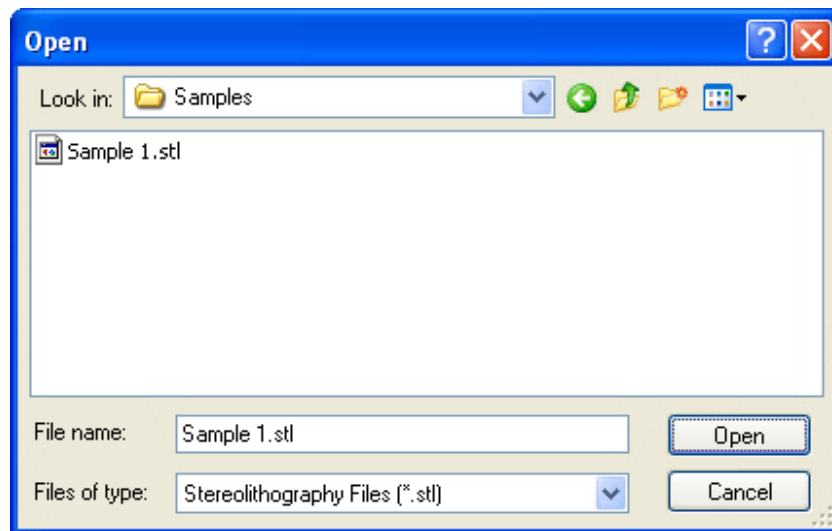 Open
Look in: Samples
Sample 1.stl
File name: Sample 1.stl Open
Files of type: Stereolithography Files (*.stl) Cancel